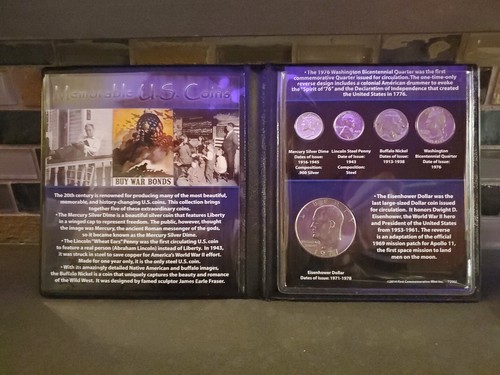 Memorable U.S. Coins
BUY WAR BONDS
The 20th century is renowned for producing many of the most beautiful,
memorable, and history-changing U.S. coins. This collection brings
together five of these extraordinary coins.
• The Mercury Silver Dime is a beautiful silver coin that features Liberty
in a winged cap to represent freedom. The public, however, thought
the image was Mercury, the ancient Roman messenger of the gods,
so it became known as the Mercury Silver Dime.
• The Lincoln "Wheat Ears" Penny was the first circulating U.S. coin
to feature a real person (Abraham Lincoln) instead of Liberty. In 1943,
it was struck in steel to save copper for America's World War II effort.
Made for one year only, it is the only steel U.S. coin.
• With its amazingly detailed Native American and buffalo images,
the Buffalo Nickel is a coin that uniquely captures the beauty and romance
of the Wild West. It was designed by famed sculptor James Earle Fraser.
• The 1976 Washington Bicentennial Quarter was the first
commemorative Quarter issued for circulation. The one-time-only
reverse design includes a colonial American drummer to evoke
the "Spirit of '76" and the Declaration of Independence that created
the United States in 1776.
Mercury Silver Dime
Dates of Issue:
1916-1945
Composition:
.900 Silver
Lincoln Steel Penny
Date of Issue:
1943
Composition:
Steel
Buffalo Nickel
Dates of Issue:
1913-1938
Washington
Bicentennial Quarter
Date of Issue:
1976
• The Eisenhower Dollar was the
last large-sized Dollar coin issued
for circulation. It honors Dwight D.
Eisenhower, the World War II hero
and President of the United States
from 1953-1961. The reverse
is an adaptation of the official
1969 mission patch for Apollo 11,
the first space mission to land
men on the moon.
Eisenhower Dollar
Dates of Issue: 1971-1978